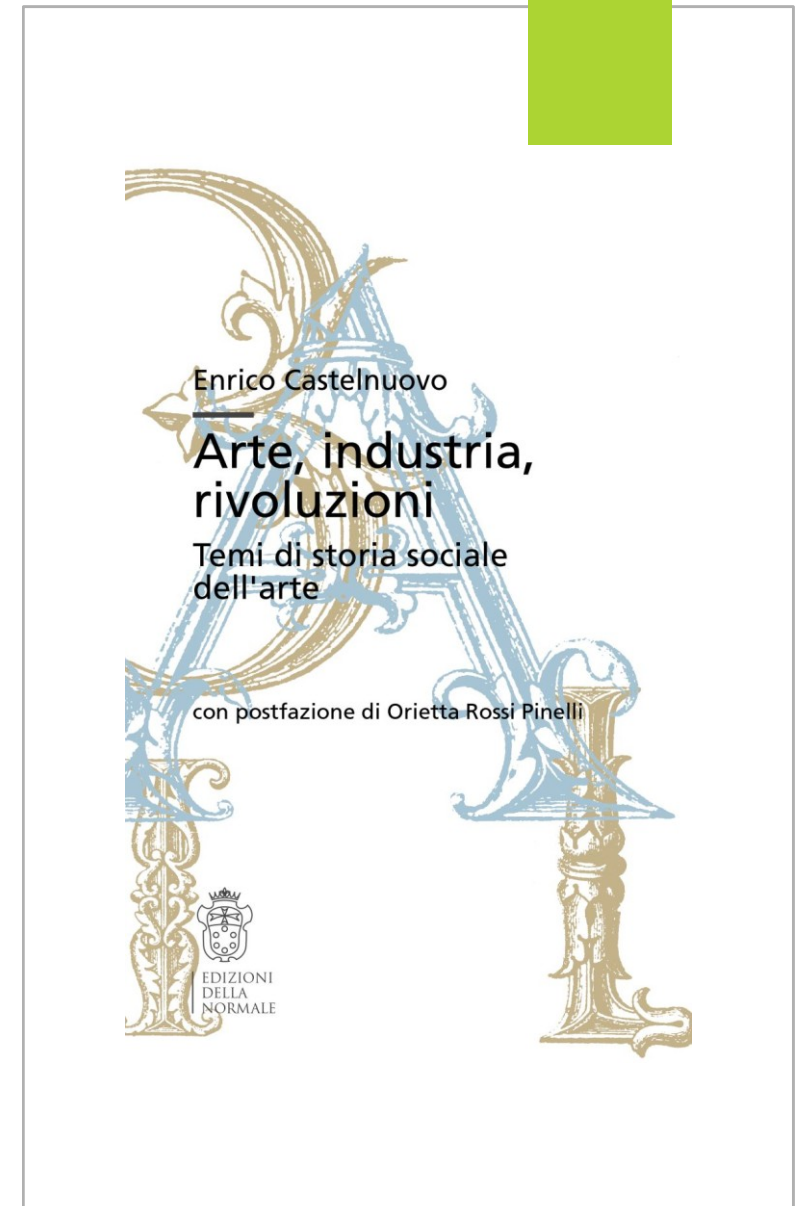 Enrico Castelnuovo
Arte, industria,
rivoluzioni
Temi di storia sociale
dell'arte
con postfazione di Orietta Rossi Pinelli
EDIZIONI
DELLA
NORMALE